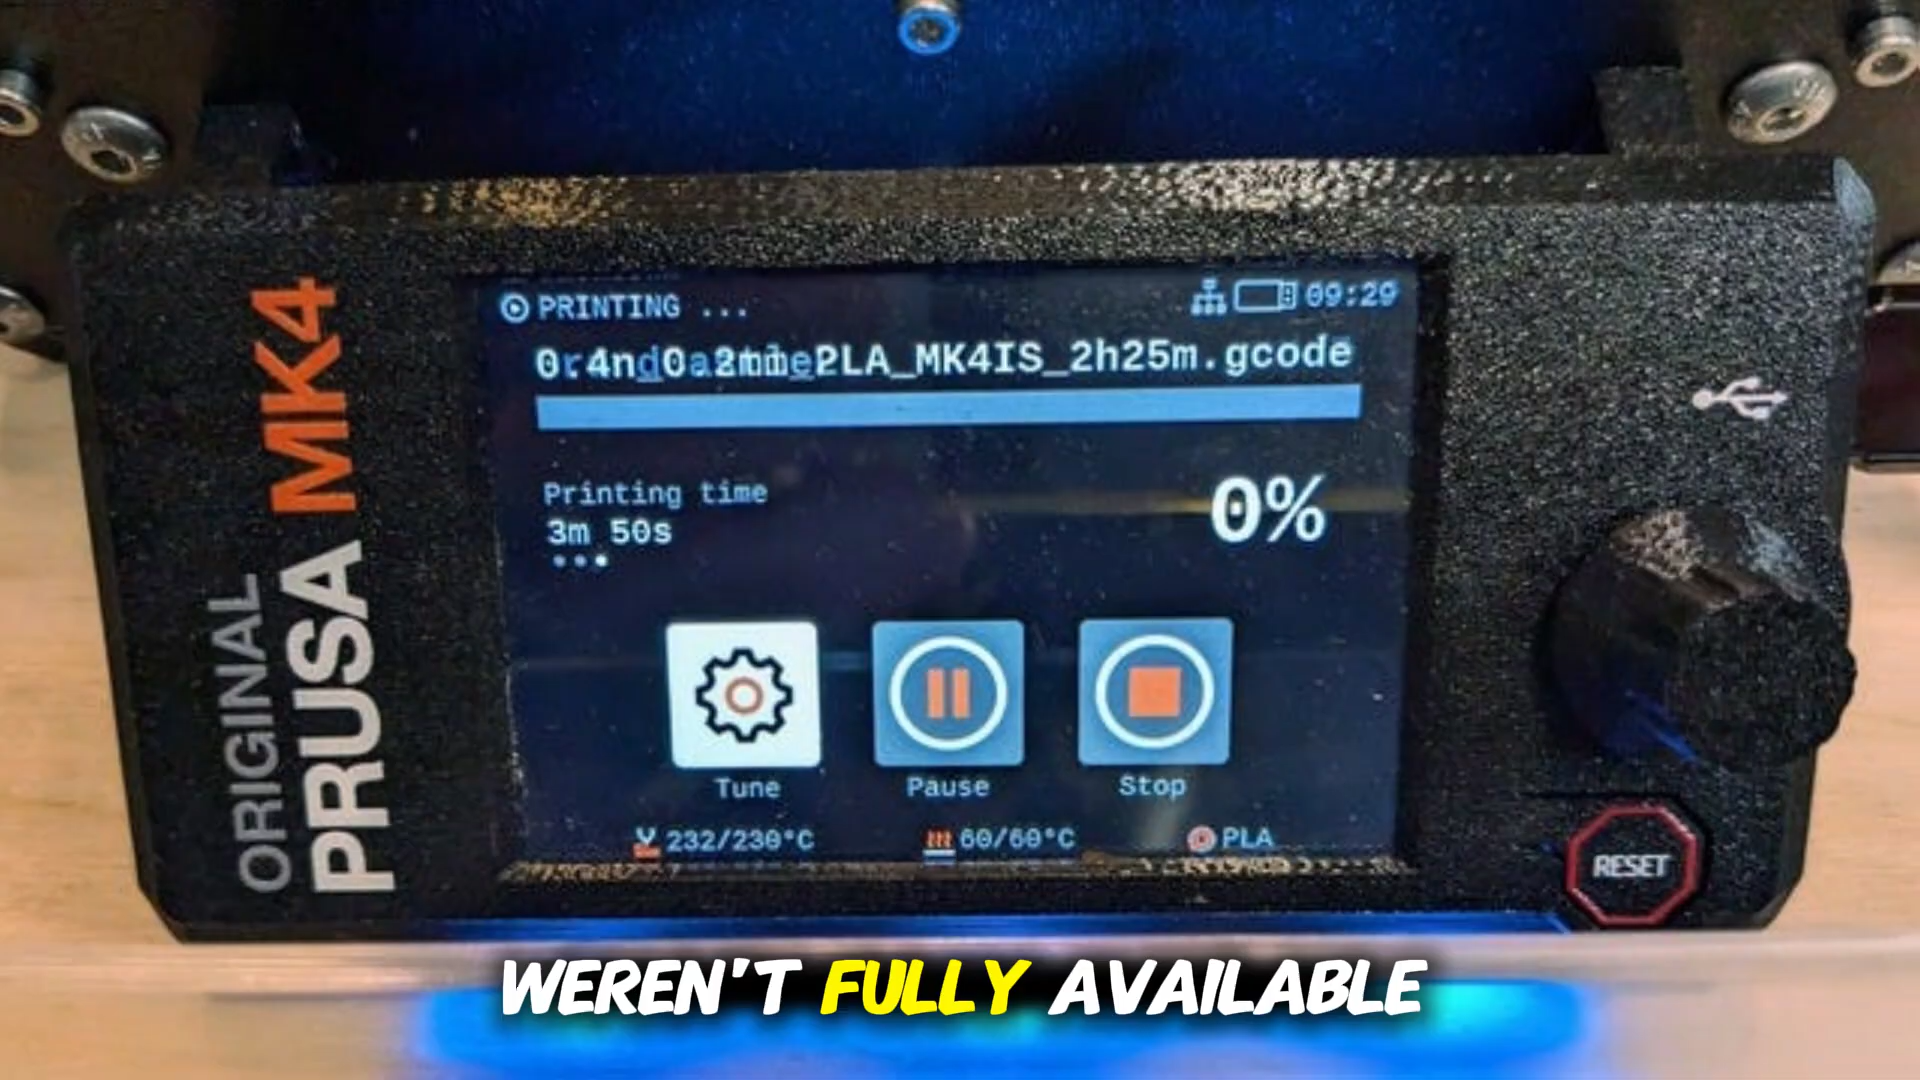 ORIGINAL
PRUSA MK4
PRINTING ...
09:29
PLA_MK4IS_2h25m.gcode
Printing time
3m 50s
0%
Tune
Pause
Stop
232/230°C
60/60°C
PLA
RESET
WEREN'T FULLY AVAILABLE